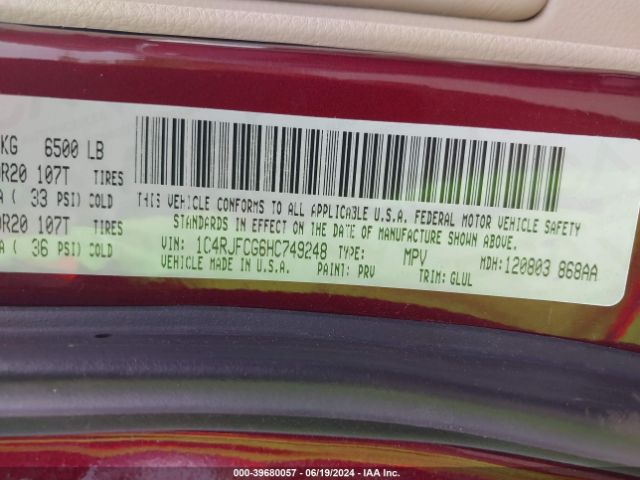 KG 6500 LB
R20 107T TIRES
( 33 PSI) COLD
R20 107T TIRES
( 36 PSI) COLD
THIS VEHICLE CONFORMS TO ALL APPLICABLE U.S.A. FEDERAL MOTOR VEHICLE SAFETY
STANDARDS IN EFFECT ON THE DATE OF MANUFACTURE SHOWN ABOVE.
VIN: 1C4RJFCG6HC749248 TYPE: MPV MDH: 120803 868AA
VEHICLE MADE IN U.S.A. PAINT: PRV TRIM: GLUL
000-39680057 - 06/19/2024 - IAA Inc.